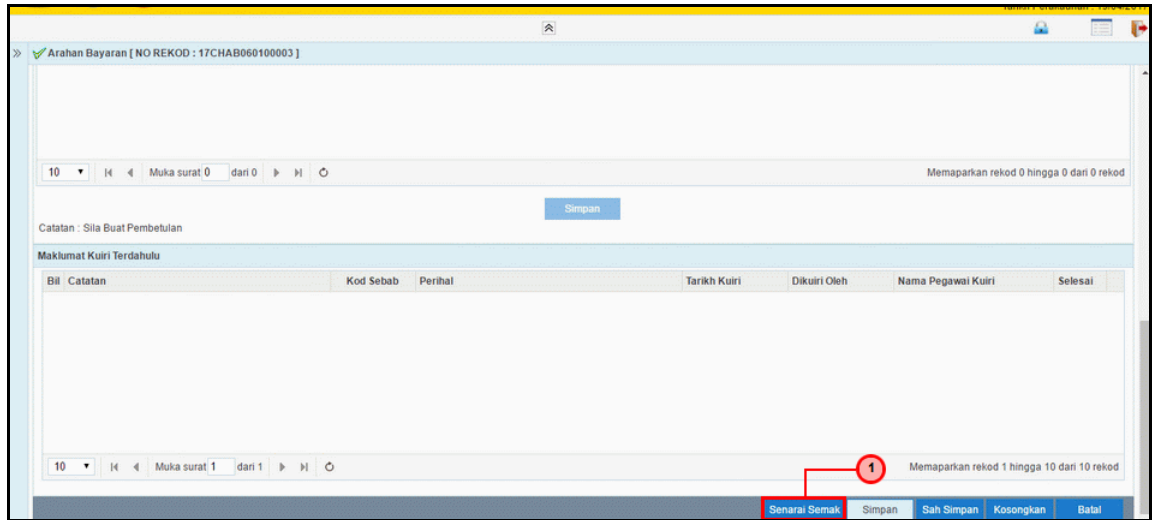 Arahan Bayaran [ NO REKOD : 17CHAB060100003 ]
10 Muka surat 0 dari 0 Memaparkan rekod 0 hingga 0 dari 0 rekod
Simpan
Catatan : Sila Buat Pembetulan
Maklumat Kuiri Terdahulu
Bil Catatan Kod Sebab Perihal Tarikh Kuiri Dikuiri Oleh Nama Pegawai Kuiri Selesai
10 Muka surat 1 dari 1 Memaparkan rekod 1 hingga 10 dari 10 rekod
1
Senarai Semak Simpan Sah Simpan Kosongkan Batal